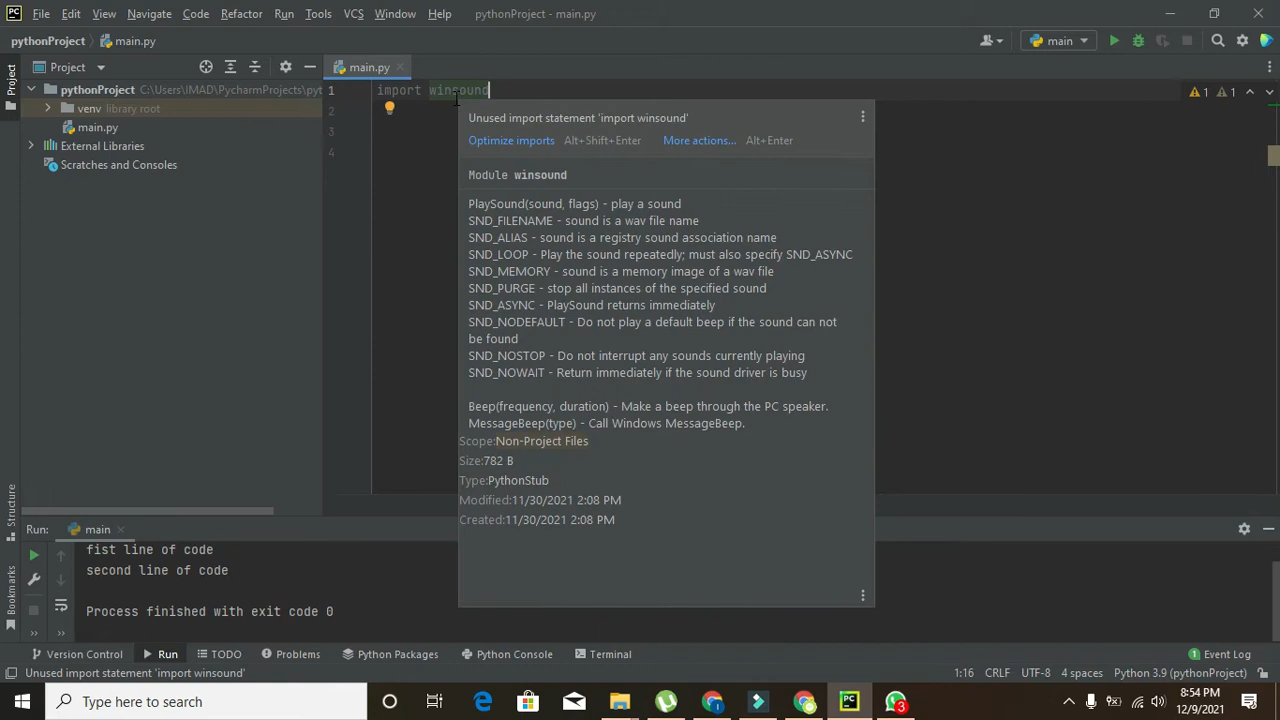 File Edit View Navigate Code Refactor Run Tools VCS Window Help pythonProject - main.py
pythonProject main.py main
Project Project main.py
pythonProject C:\Users\IMAD\PycharmProjects\pyt
1 import winsound
1 1
venv library root
2
main.py
3
External Libraries
4
Scratches and Consoles
Unused import statement 'import winsound'
Optimize imports Alt+Shift+Enter More actions... Alt+Enter
Module winsound
PlaySound(sound, flags) - play a sound
SND_FILENAME - sound is a wav file name
SND_ALIAS - sound is a registry sound association name
SND_LOOP - Play the sound repeatedly; must also specify SND_ASYNC
SND_MEMORY - sound is a memory image of a wav file
SND_PURGE - stop all instances of the specified sound
SND_ASYNC - PlaySound returns immediately
SND_NODEFAULT - Do not play a default beep if the sound can not
be found
SND_NOSTOP - Do not interrupt any sounds currently playing
SND_NOWAIT - Return immediately if the sound driver is busy
Beep(frequency, duration) - Make a beep through the PC speaker.
MessageBeep(type) - Call Windows MessageBeep.
Scope:Non-Project Files
Size:782 B
Type:PythonStub
Modified:11/30/2021 2:08 PM
Created:11/30/2021 2:08 PM
Structure
Bookmarks
Run: main
fist line of code
second line of code
Process finished with exit code 0
Version Control Run TODO Problems Python Packages Python Console Terminal 1 Event Log
Unused import statement 'import winsound' 1:16 CRLF UTF-8 4 spaces Python 3.9 (pythonProject)
Type here to search
3
8:54 PM
12/9/2021